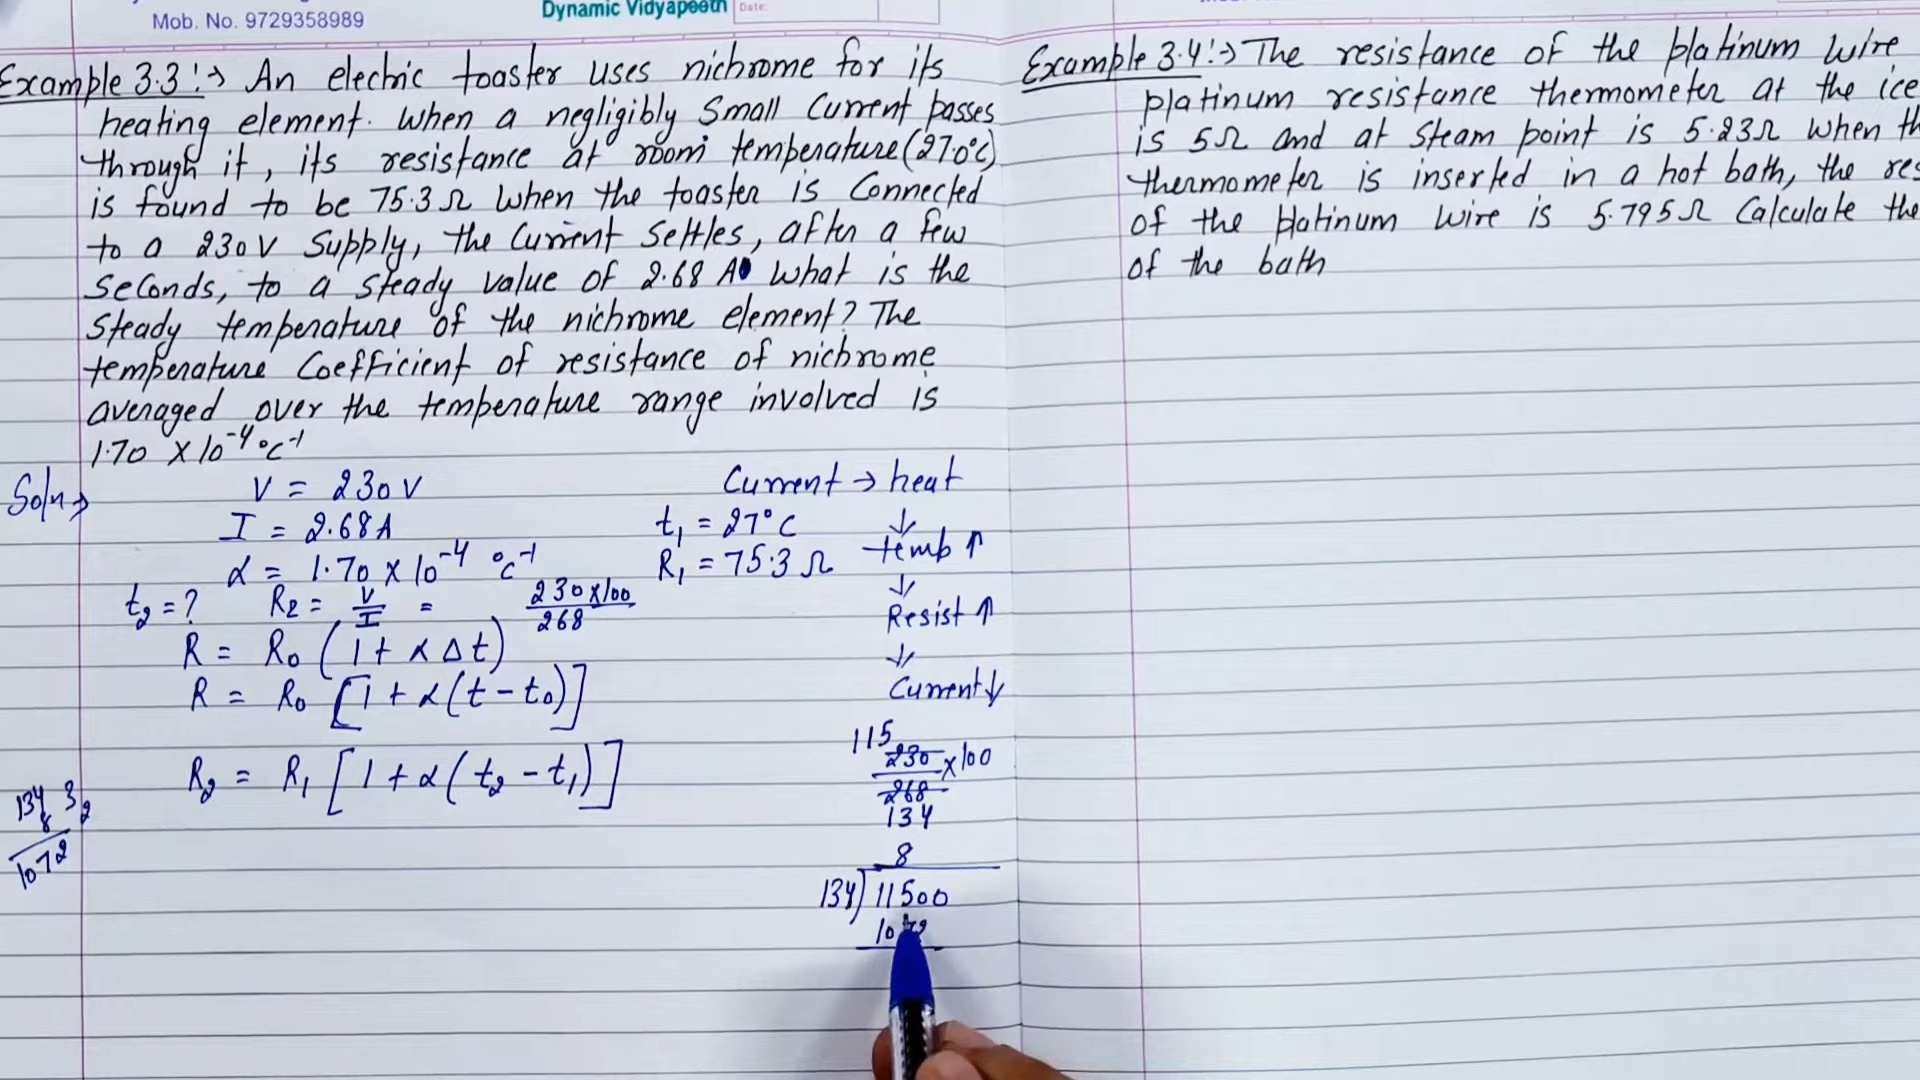 Mob. No. 9729358989
Dynamic Vidyapeeth
Date:
Example 3.3:→ An electric toaster uses nichrome for its
heating element. When a negligibly small current passes
through it, its resistance at room temperature (27.0°C)
is found to be 75.3 Ω when the toaster is connected
to a 230 V supply, the current settles, after a few
seconds, to a steady value of 2.68 A. What is the
steady temperature of the nichrome element? The
temperature coefficient of resistance of nichrome
averaged over the temperature range involved is
1.70 × 10⁻⁴ °C⁻¹
Soln→
V = 230 V
I = 2.68 A
α = 1.70 × 10⁻⁴ °C⁻¹
t₂ = ? R₂ = V/I = 230×100/268
R = R₀ (1 + α Δt)
R = R₀ [1 + α (t - t₀)]
R₂ = R₁ [1 + α (t₂ - t₁)]
134 3 2
8
1072
Current → heat
t₁ = 27°C
↓
R₁ = 75.3 Ω
temp ↑
↓
Resist ↑
↓
Current ↓
115
230 × 100
268
134
8
134) 11500
Example 3.4:→ The resistance of the platinum wire
platinum resistance thermometer at the ice
is 5Ω and at steam point is 5.23Ω when th
thermometer is inserted in a hot bath, the res
of the platinum wire is 5.795Ω Calculate the
of the bath